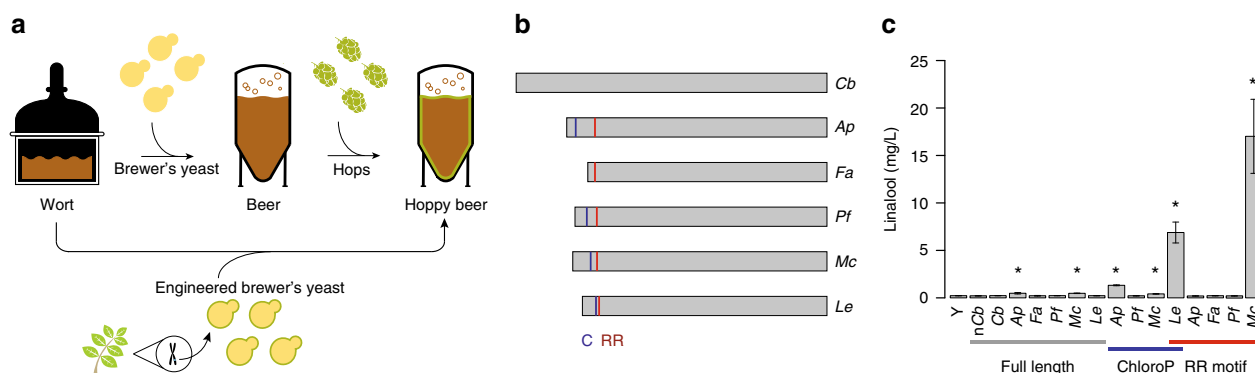 a
Brewer's yeast
Hops
Wort
Beer
Hoppy beer
Engineered brewer's yeast
b
Cb
Ap
Fa
Pf
Mc
Le
C RR
c
Linalool (mg/L)
25
20
15
10
5
0
* * * * * *
Y nCb Cb Ap Fa Pf Mc Le Ap Pf Mc Le Ap Fa Pf Mc
Full length ChloroP RR motif